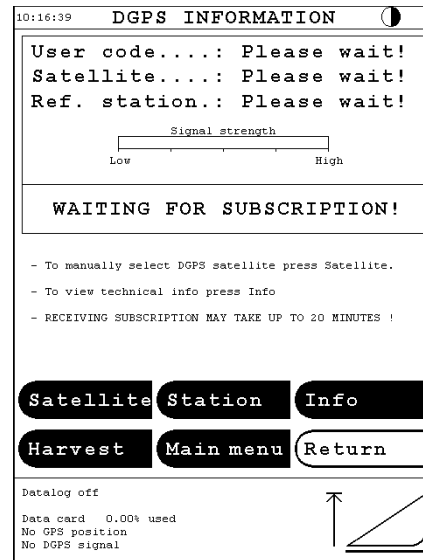 10:16:39 DGPS INFORMATION
User code....: Please wait!
Satellite....: Please wait!
Ref. station.: Please wait!
Signal strength
Low High
WAITING FOR SUBSCRIPTION!
- To manually select DGPS satellite press Satellite.
- To view technical info press Info
- RECEIVING SUBSCRIPTION MAY TAKE UP TO 20 MINUTES !
Satellite Station Info
Harvest Main menu Return
Datalog off
Data card 0.00% used
No GPS position
No DGPS signal